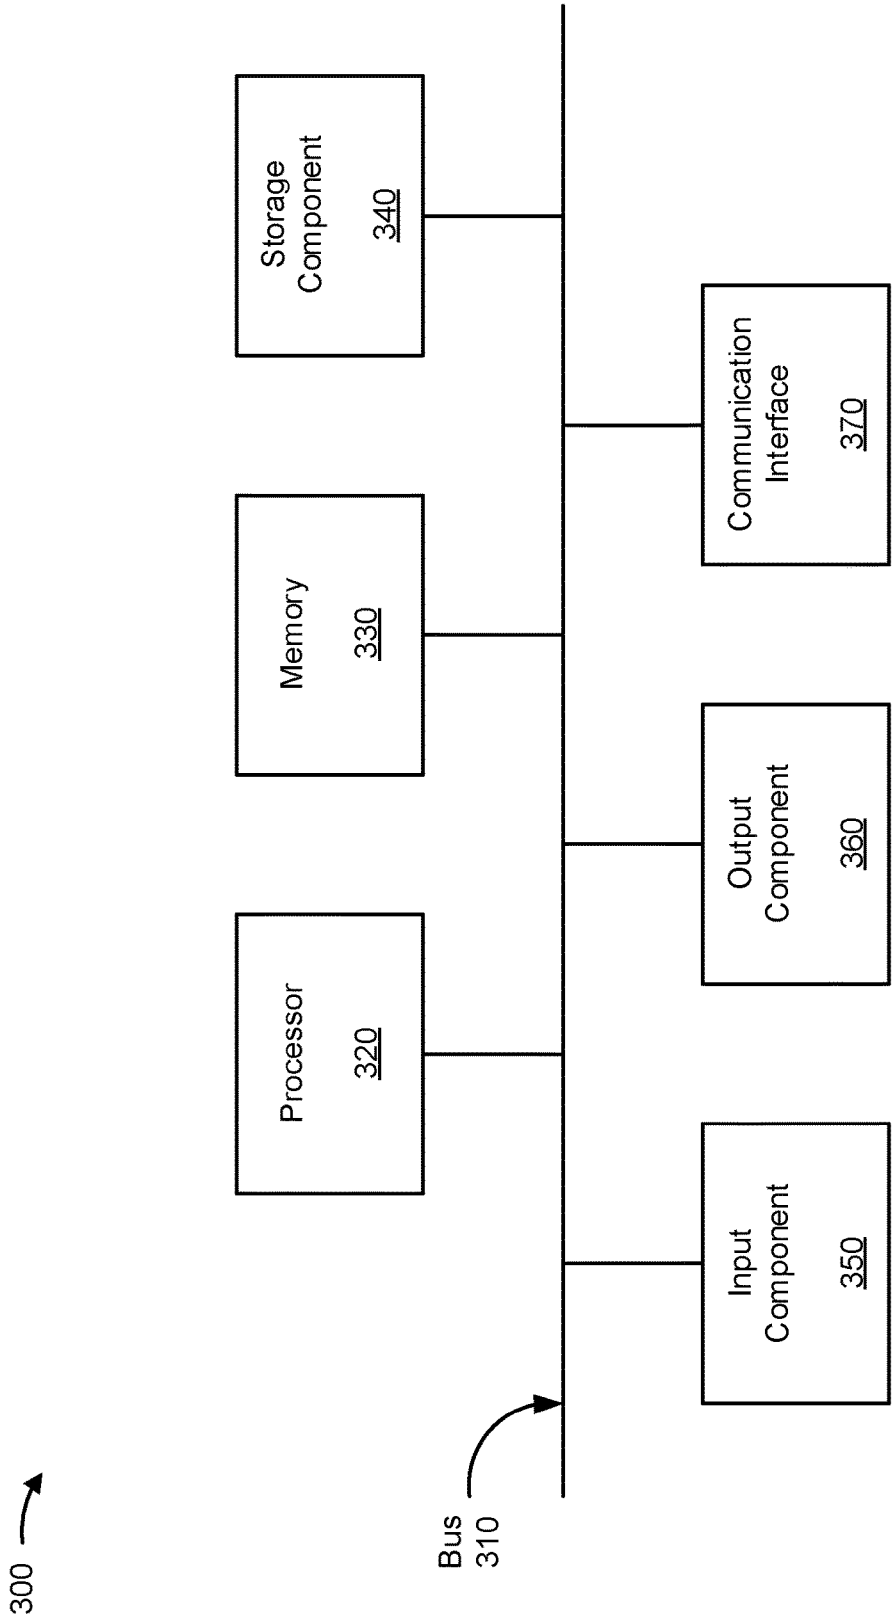 300
Bus
310
Processor
320
Memory
330
Storage
Component
340
Input
Component
350
Output
Component
360
Communication
Interface
370